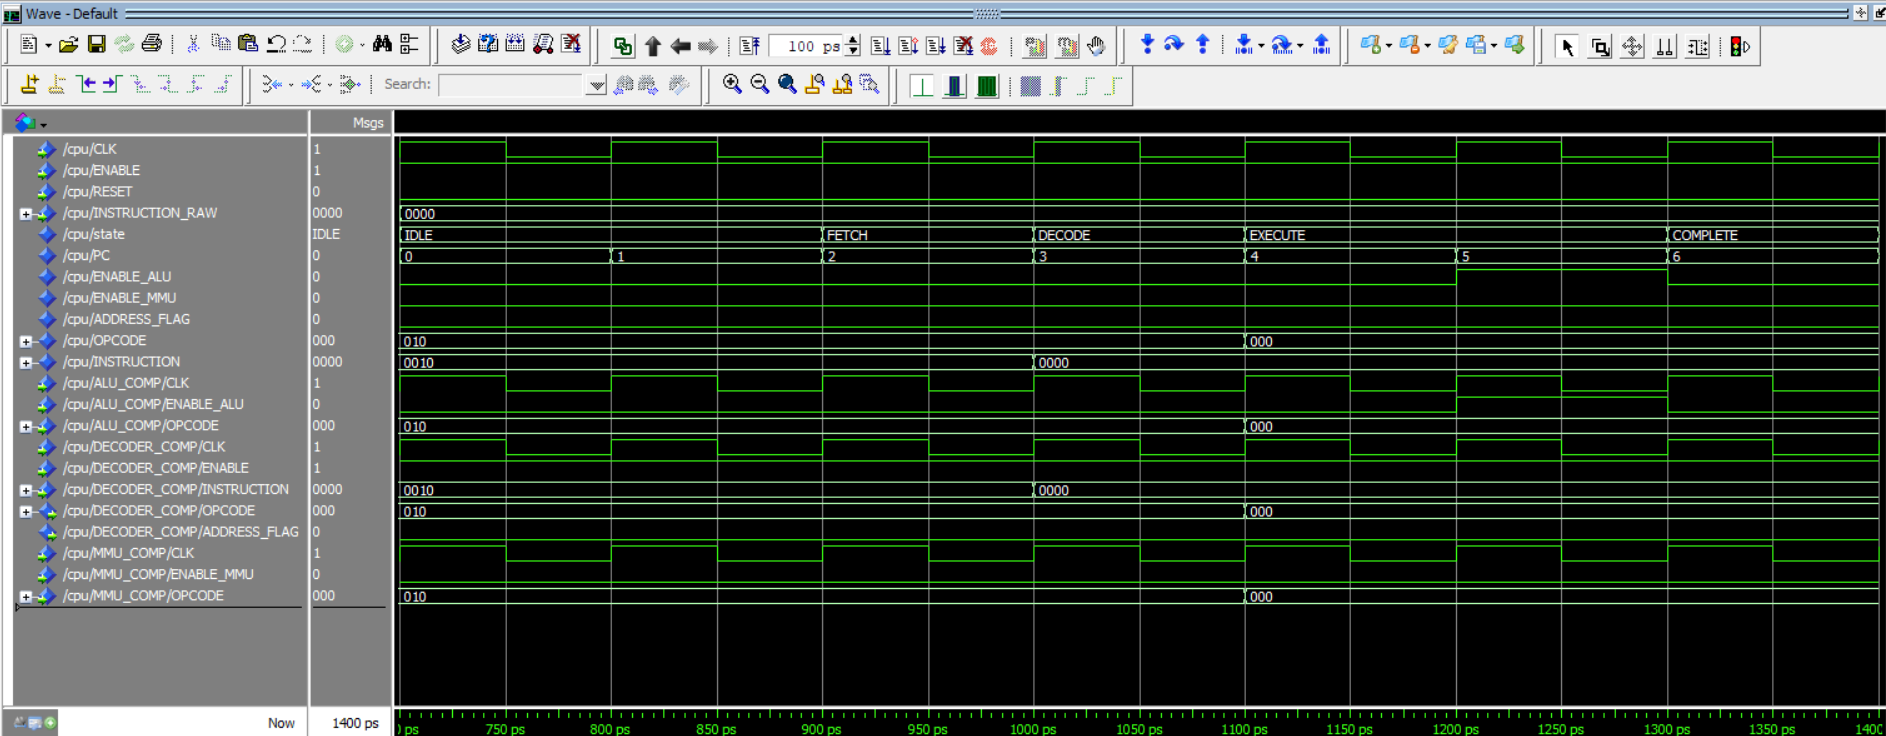 Wave - Default
100 ps
Search:
Msgs
/cpu/CLK 1
/cpu/ENABLE 1
/cpu/RESET 0
/cpu/INSTRUCTION_RAW 0000 0000
/cpu/state IDLE IDLE FETCH DECODE EXECUTE COMPLETE
/cpu/PC 0 0 1 2 3 4 5 6
/cpu/ENABLE_ALU 0
/cpu/ENABLE_MMU 0
/cpu/ADDRESS_FLAG 0
/cpu/OPCODE 000 010 000
/cpu/INSTRUCTION 0000 0010 0000
/cpu/ALU_COMP/CLK 1
/cpu/ALU_COMP/ENABLE_ALU 0
/cpu/ALU_COMP/OPCODE 000 010 000
/cpu/DECODER_COMP/CLK 1
/cpu/DECODER_COMP/ENABLE 1
/cpu/DECODER_COMP/INSTRUCTION 0000 0010 0000
/cpu/DECODER_COMP/OPCODE 000 010 000
/cpu/DECODER_COMP/ADDRESS_FLAG 0
/cpu/MMU_COMP/CLK 1
/cpu/MMU_COMP/ENABLE_MMU 0
/cpu/MMU_COMP/OPCODE 000 010 000
Now 1400 ps ps 750 ps 800 ps 850 ps 900 ps 950 ps 1000 ps 1050 ps 1100 ps 1150 ps 1200 ps 1250 ps 1300 ps 1350 ps 1400